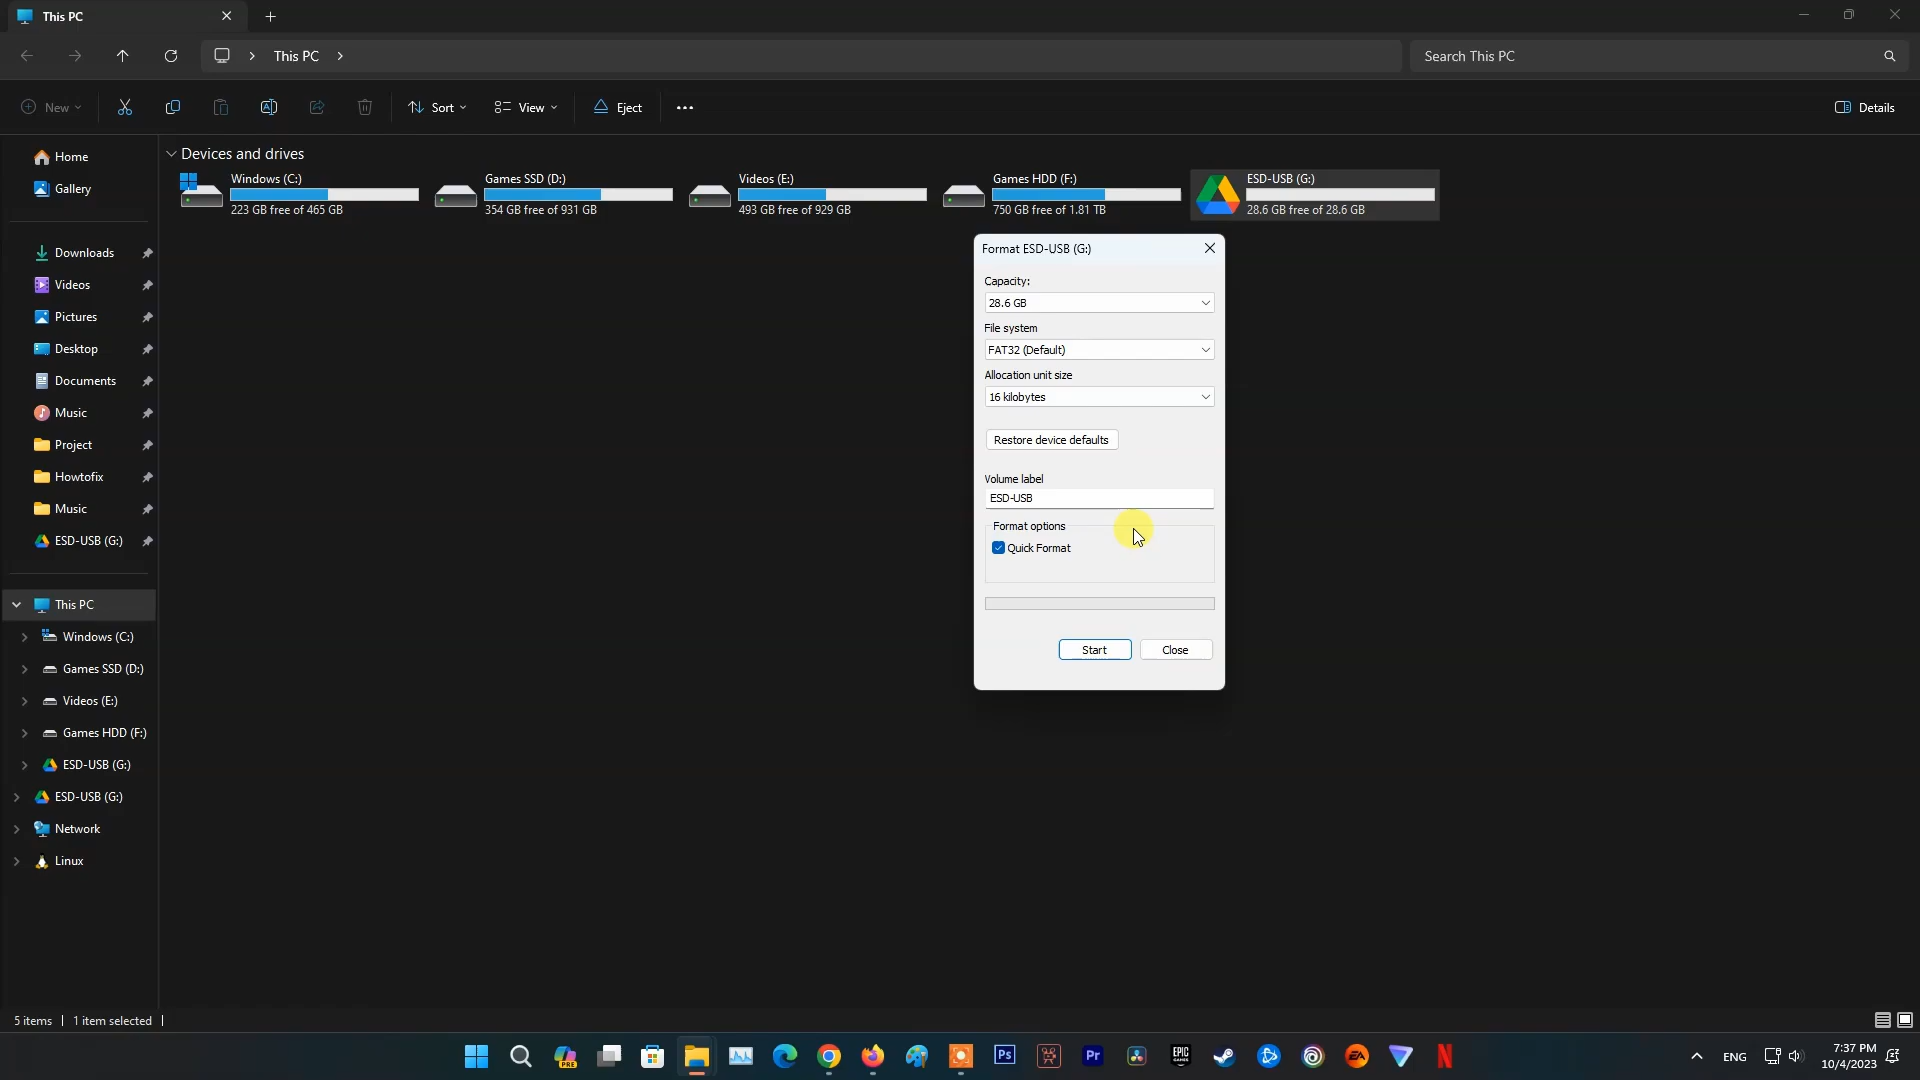 This PC
This PC
Search This PC
New
Sort
View
Eject
Details
Home
Gallery
Downloads
Videos
Pictures
Desktop
Documents
Music
Project
Howtofix
Music
ESD-USB (G:)
This PC
Windows (C:)
Games SSD (D:)
Videos (E:)
Games HDD (F:)
ESD-USB (G:)
ESD-USB (G:)
Network
Linux
Devices and drives
Windows (C:)
223 GB free of 465 GB
Games SSD (D:)
354 GB free of 931 GB
Videos (E:)
493 GB free of 929 GB
Games HDD (F:)
750 GB free of 1.81 TB
ESD-USB (G:)
28.6 GB free of 28.6 GB
Format ESD-USB (G:)
Capacity:
28.6 GB
File system
FAT32 (Default)
Allocation unit size
16 kilobytes
Restore device defaults
Volume label
ESD-USB
Format options
Quick Format
Start
Close
5 items
1 item selected
PRE
Ps
Pr
EPIC
GAMES
EA
N
ENG
7:37 PM
10/4/2023